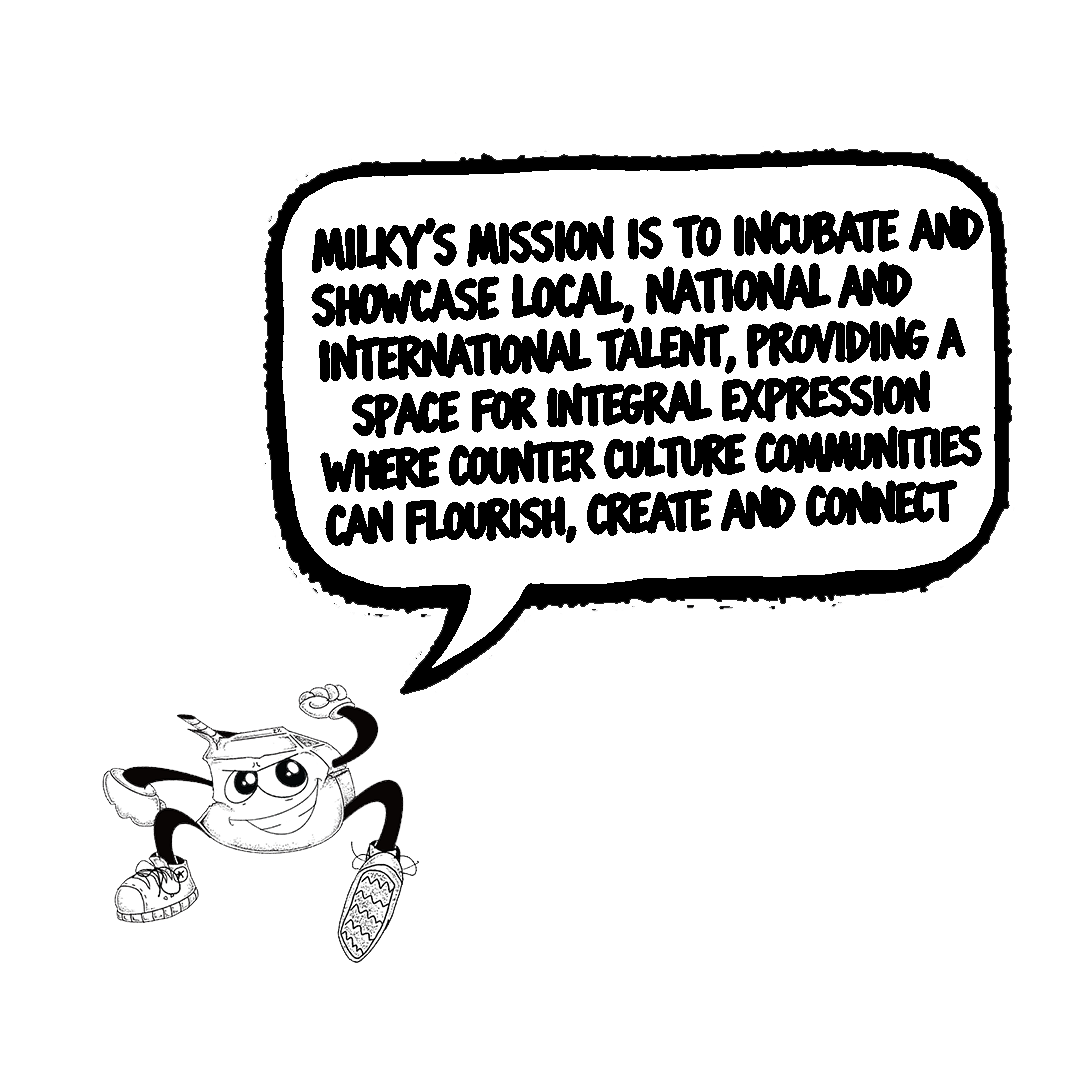 MILKY'S MISSION IS TO INCUBATE AND
SHOWCASE LOCAL, NATIONAL AND
INTERNATIONAL TALENT, PROVIDING A
SPACE FOR INTEGRAL EXPRESSION
WHERE COUNTER CULTURE COMMUNITIES
CAN FLOURISH, CREATE AND CONNECT